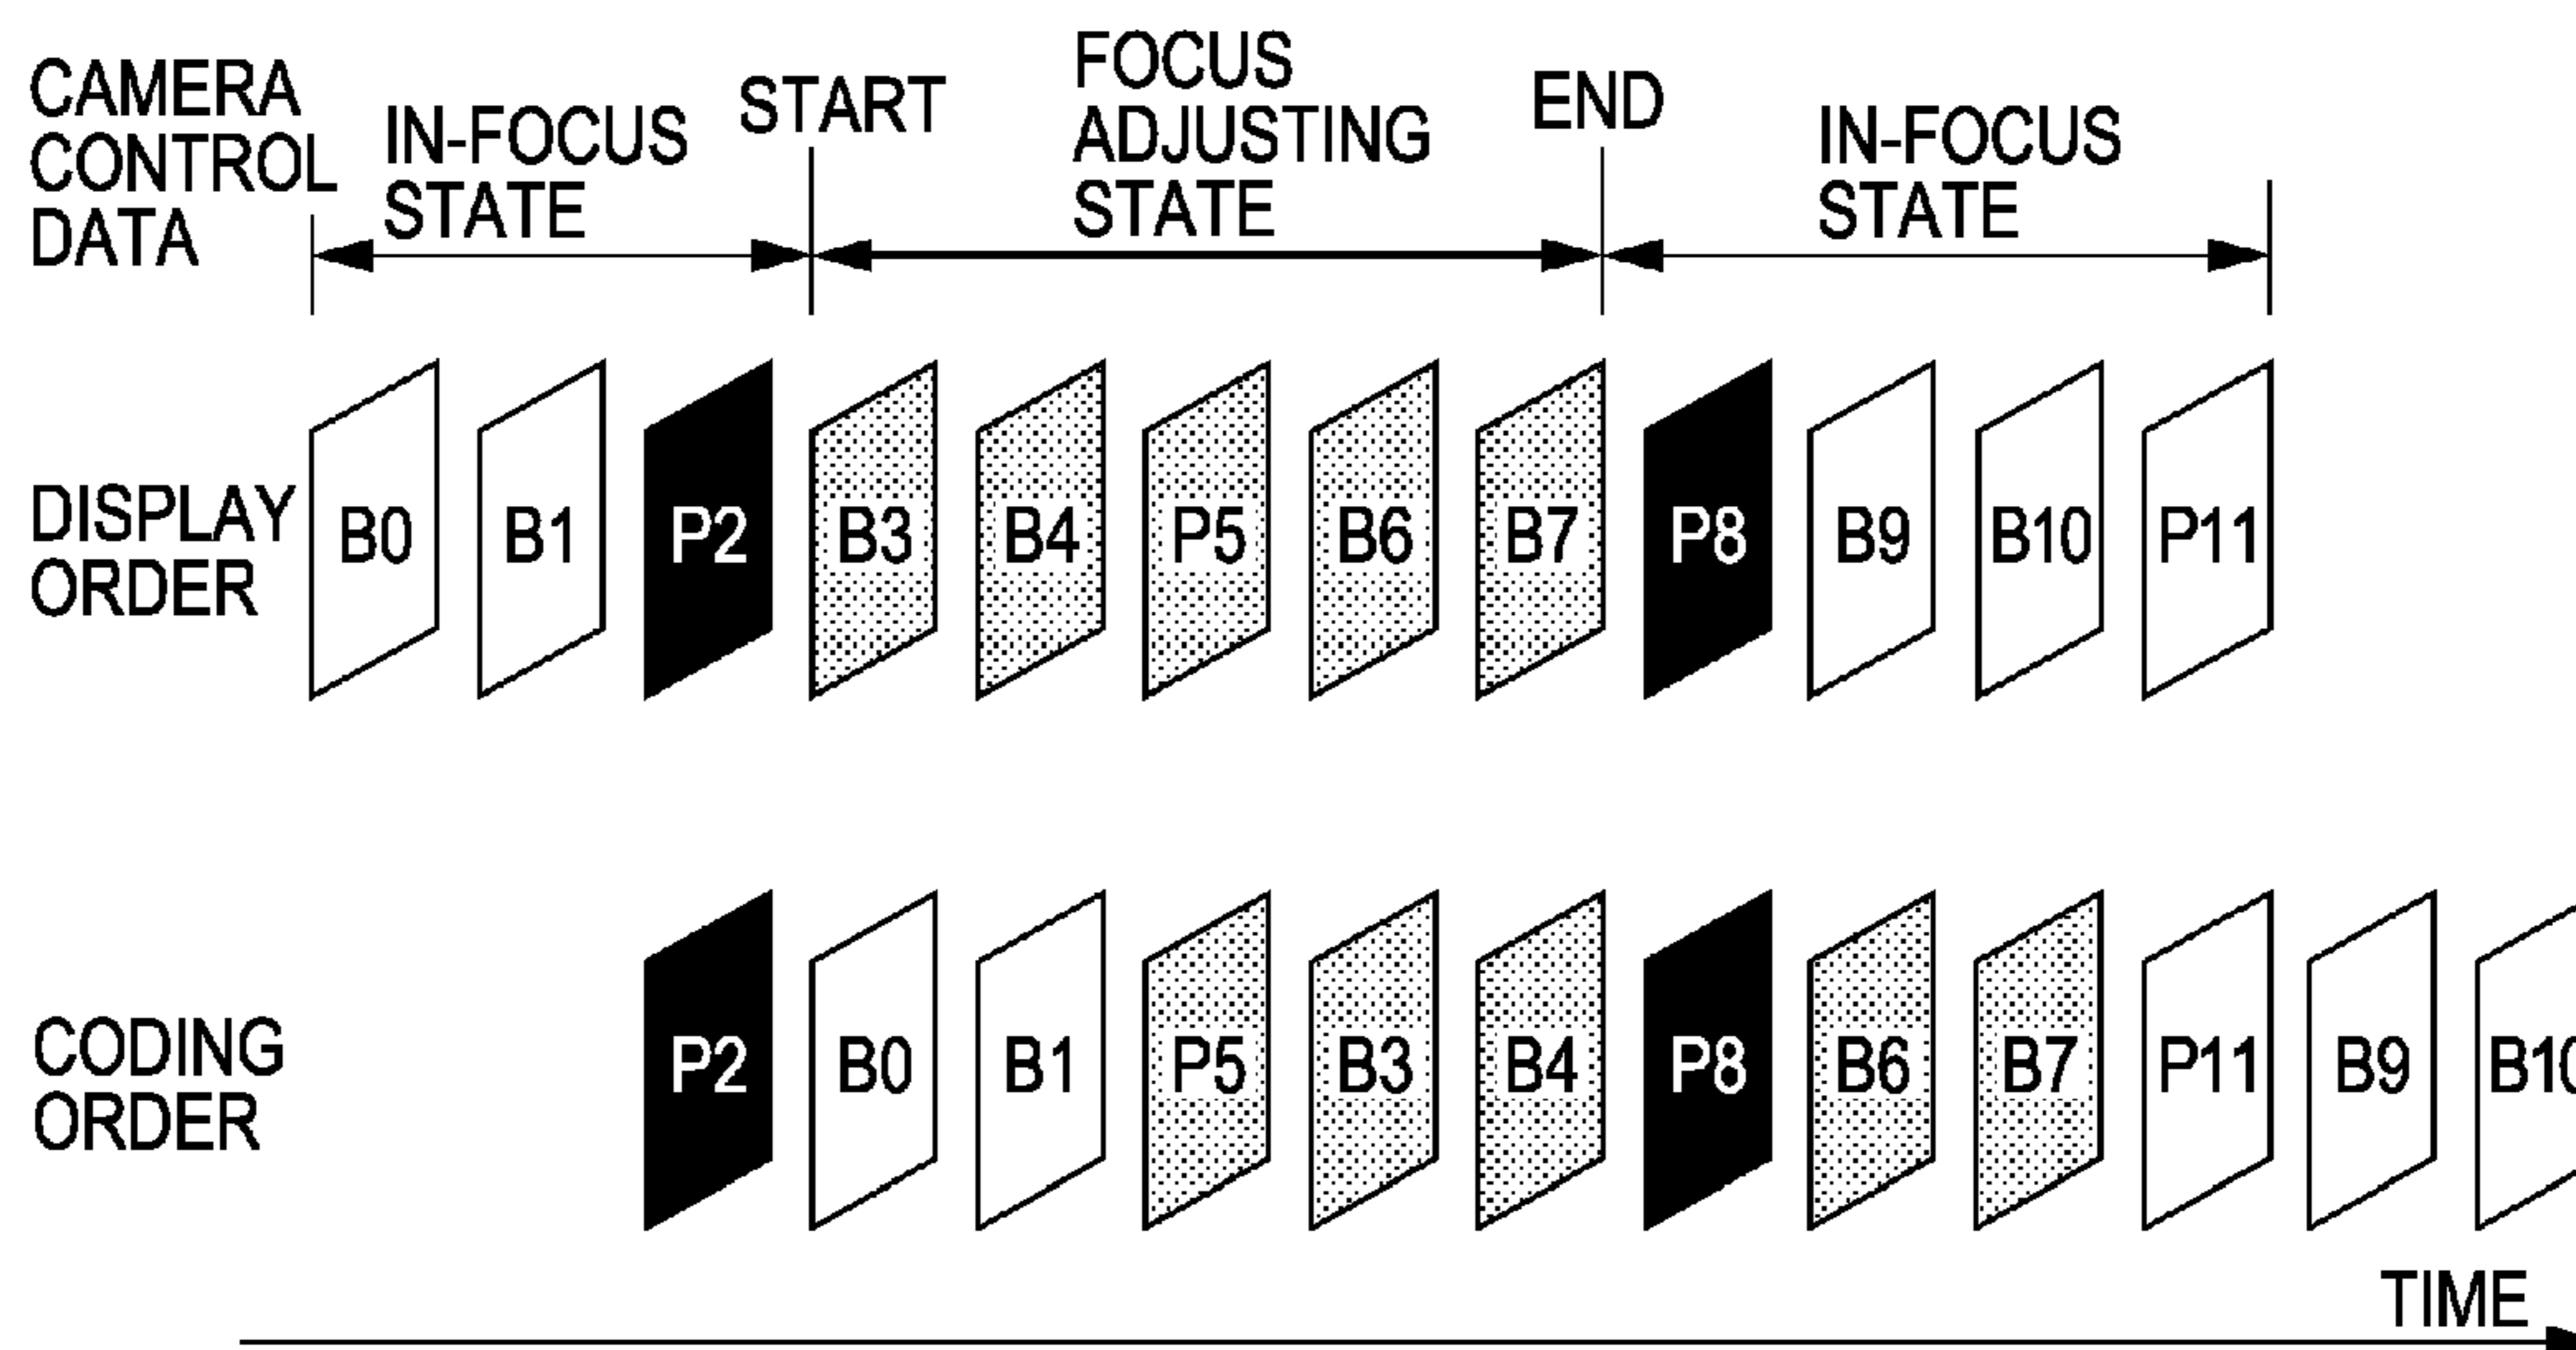 CAMERA
CONTROL
DATA
IN-FOCUS
STATE
START
FOCUS
ADJUSTING
STATE
END
IN-FOCUS
STATE
DISPLAY
ORDER
B0 B1 P2 B3 B4 P5 B6 B7 P8 B9 B10 P11
CODING
ORDER
P2 B0 B1 P5 B3 B4 P8 B6 B7 P11 B9 B10
TIME